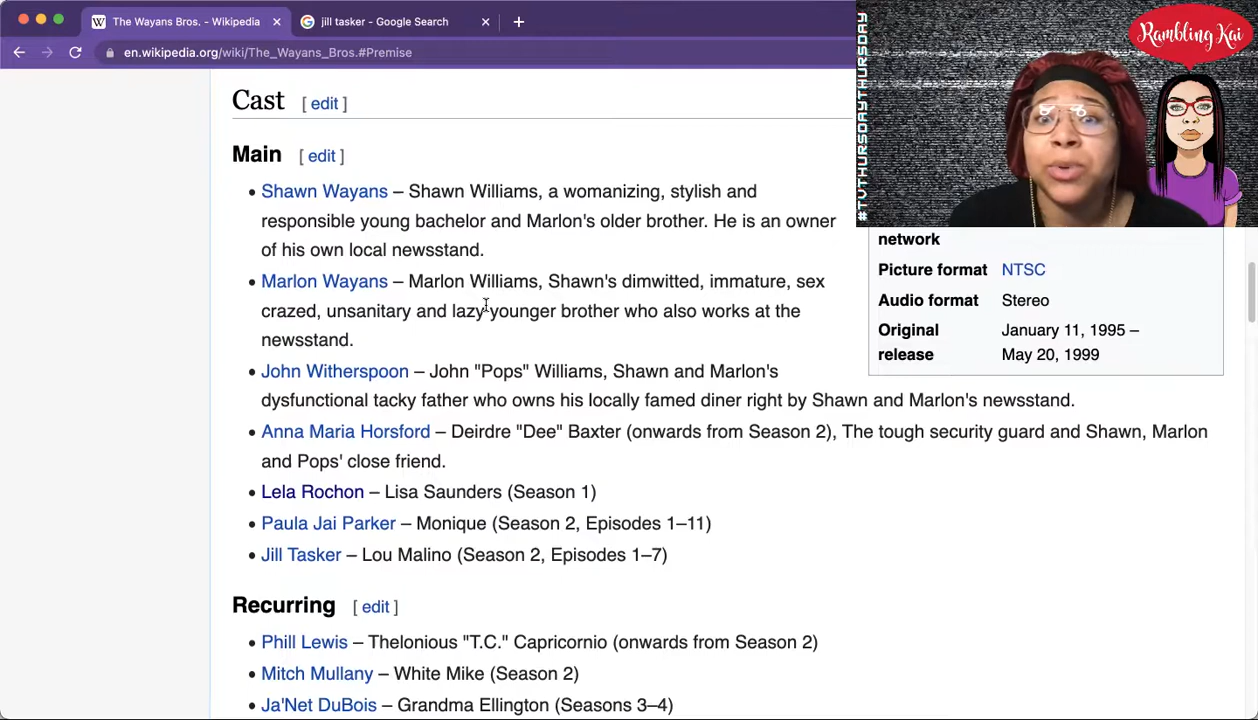 The Wayans Bros. - Wikipedia
jill tasker - Google Search
en.wikipedia.org/wiki/The_Wayans_Bros.#Premise
Rambling Kai
#TVTHURSDAYTHURSDAY
Cast [ edit ]
Main [ edit ]
• Shawn Wayans – Shawn Williams, a womanizing, stylish and
responsible young bachelor and Marlon's older brother. He is an owner
of his own local newsstand.
• Marlon Wayans – Marlon Williams, Shawn's dimwitted, immature, sex
crazed, unsanitary and lazy younger brother who also works at the
newsstand.
• John Witherspoon – John "Pops" Williams, Shawn and Marlon's
dysfunctional tacky father who owns his locally famed diner right by Shawn and Marlon's newsstand.
• Anna Maria Horsford – Deirdre "Dee" Baxter (onwards from Season 2), The tough security guard and Shawn, Marlon
and Pops' close friend.
• Lela Rochon – Lisa Saunders (Season 1)
• Paula Jai Parker – Monique (Season 2, Episodes 1–11)
• Jill Tasker – Lou Malino (Season 2, Episodes 1–7)
Recurring [ edit ]
• Phill Lewis – Thelonious "T.C." Capricornio (onwards from Season 2)
• Mitch Mullany – White Mike (Season 2)
• Ja'Net DuBois – Grandma Ellington (Seasons 3–4)
network
Picture format NTSC
Audio format Stereo
Original January 11, 1995 –
release May 20, 1999